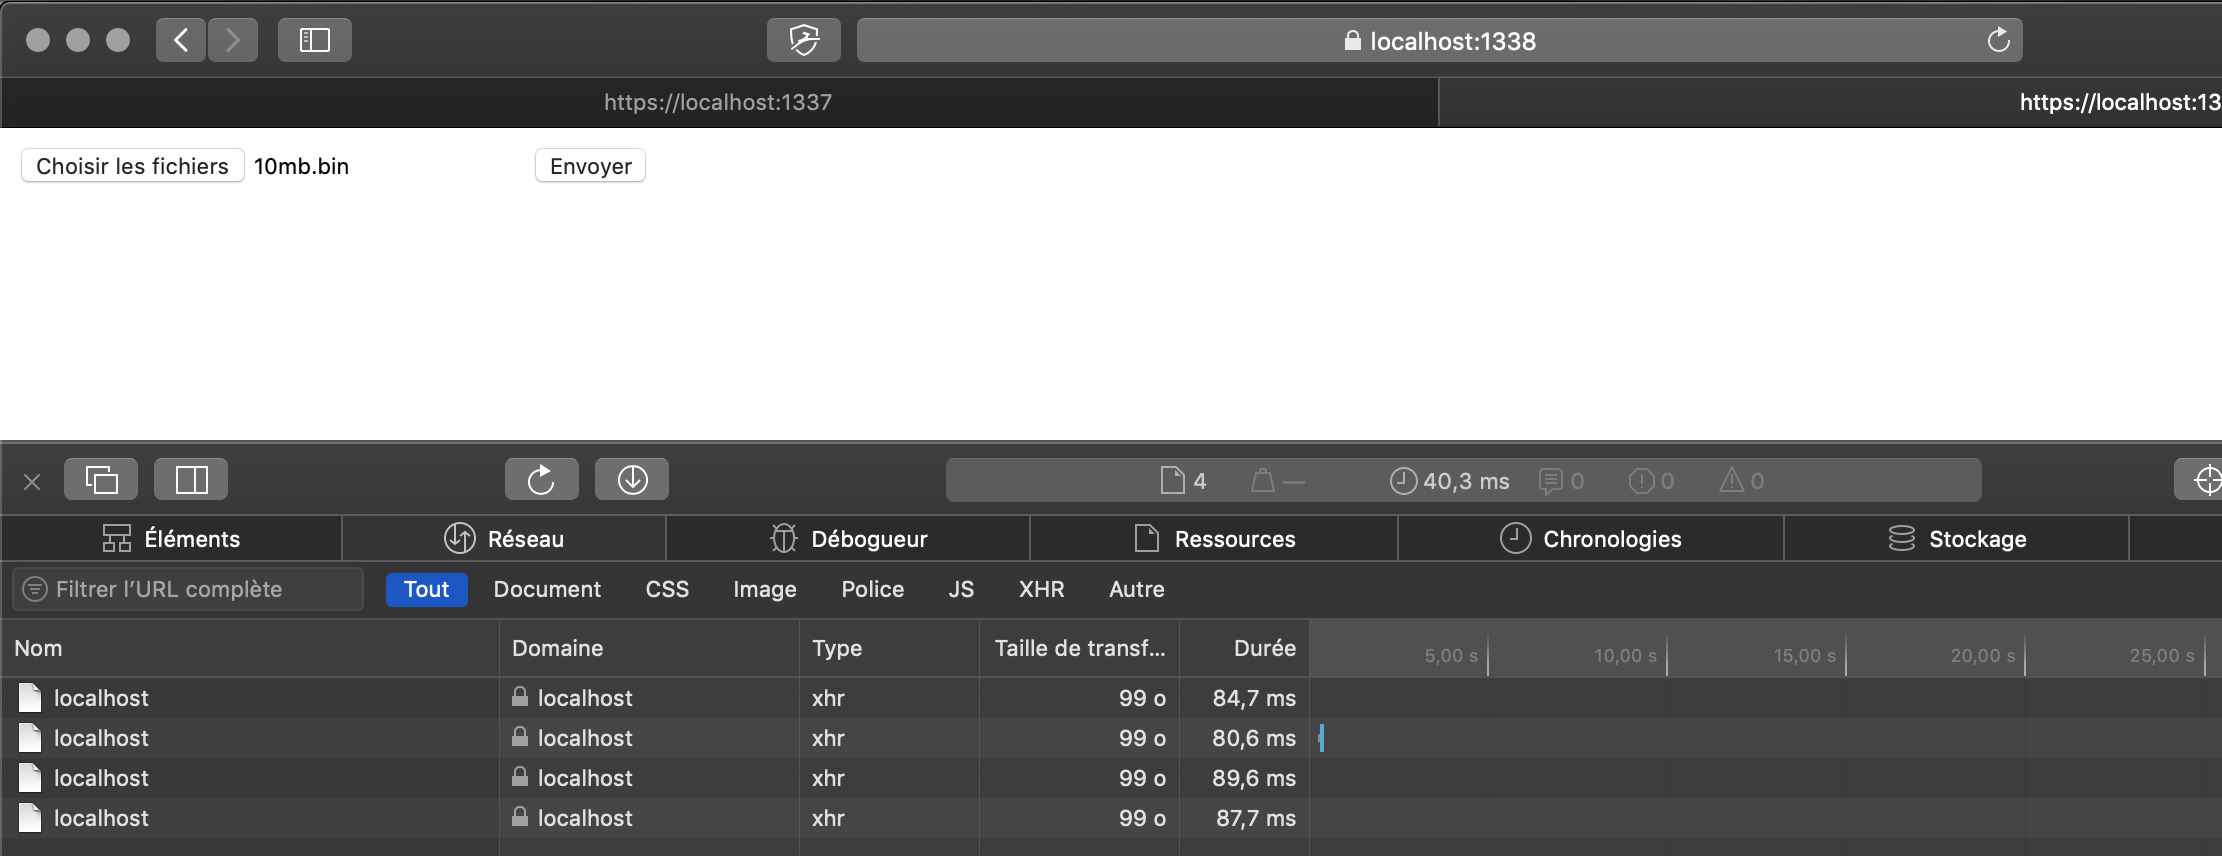 localhost:1338
https://localhost:1337 https://localhost:13
Choisir les fichiers 10mb.bin Envoyer
4 — 40,3 ms 0 0 0
Éléments Réseau Débogueur Ressources Chronologies Stockage
Filtrer l’URL complète Tout Document CSS Image Police JS XHR Autre
Nom Domaine Type Taille de transf... Durée 5,00 s 10,00 s 15,00 s 20,00 s 25,00 s
localhost localhost xhr 99 o 84,7 ms
localhost localhost xhr 99 o 80,6 ms
localhost localhost xhr 99 o 89,6 ms
localhost localhost xhr 99 o 87,7 ms